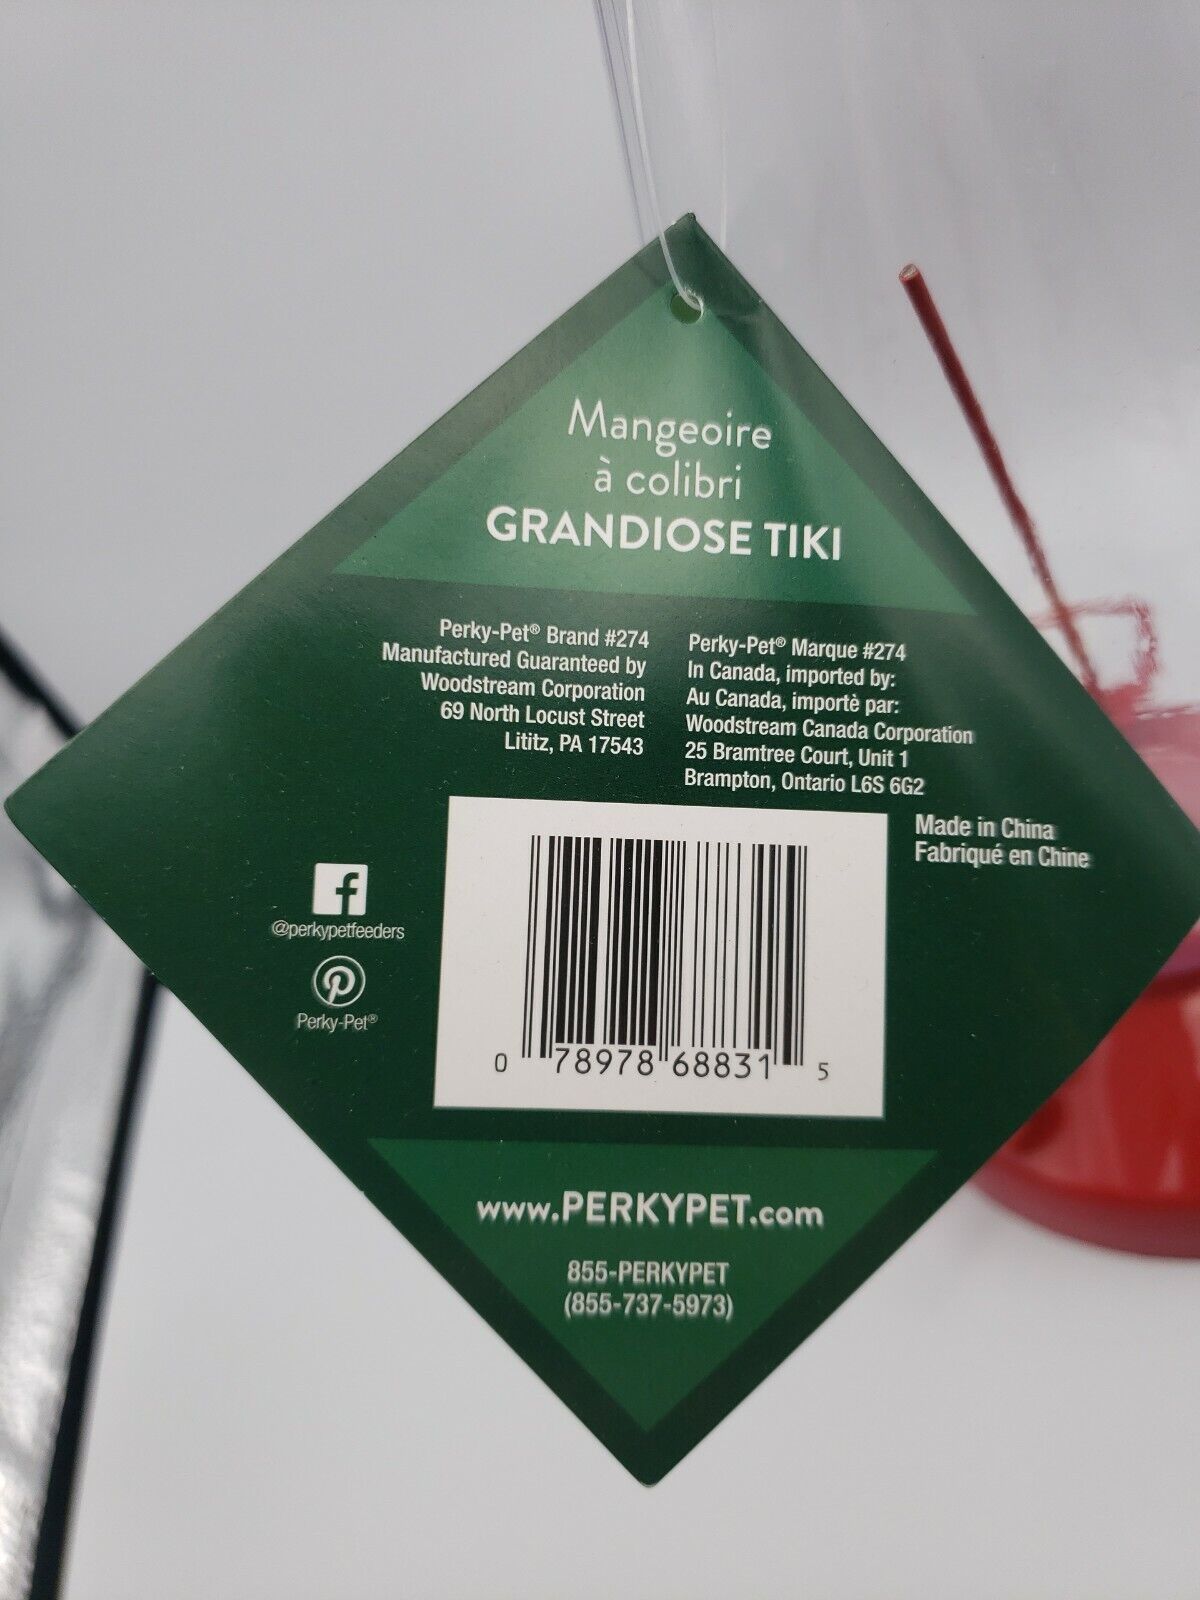 Mangeoire
à colibri
GRANDIOSE TIKI
Perky-Pet® Brand #274
Manufactured Guaranteed by
Woodstream Corporation
69 North Locust Street
Lititz, PA 17543
Perky-Pet® Marque #274
In Canada, imported by:
Au Canada, importè par:
Woodstream Canada Corporation
25 Bramtree Court, Unit 1
Brampton, Ontario L6S 6G2
Made in China
Fabriqué en Chine
@perkypetfeeders
Perky-Pet®
0 78978 68831 5
www.PERKYPET.com
855-PERKYPET
(855-737-5973)